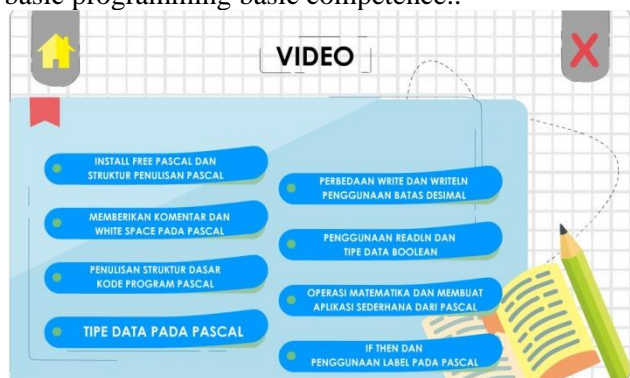 basic programming basic competence..
VIDEO
INSTALL FREE PASCAL DAN
STRUKTUR PENULISAN PASCAL
MEMBERIKAN KOMENTAR DAN
WHITE SPACE PADA PASCAL
PENULISAN STRUKTUR DASAR
KODE PROGRAM PASCAL
TIPE DATA PADA PASCAL
PERBEDAAN WRITE DAN WRITELN
PENGGUNAAN BATAS DESIMAL
PENGGUNAAN READLN DAN
TIPE DATA BOOLEAN
OPERASI MATEMATIKA DAN MEMBUAT
APLIKASI SEDERHANA DARI PASCAL
IF THEN DAN
PENGGUNAAN LABEL PADA PASCAL